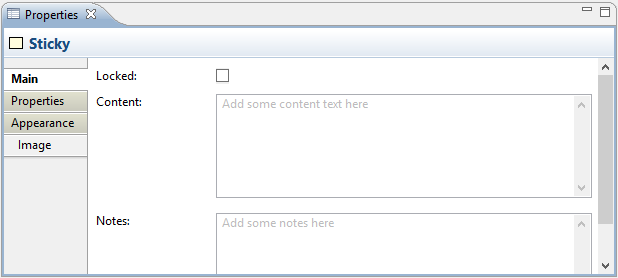 Properties
Sticky
Main
Properties
Appearance
Image
Locked:
Content:
Add some content text here
Notes:
Add some notes here